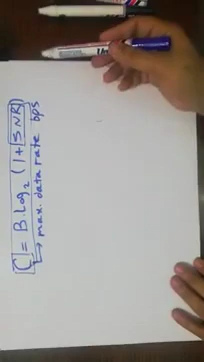 C = B. log₂ (1 + SNR)
↳ max. data rate bps